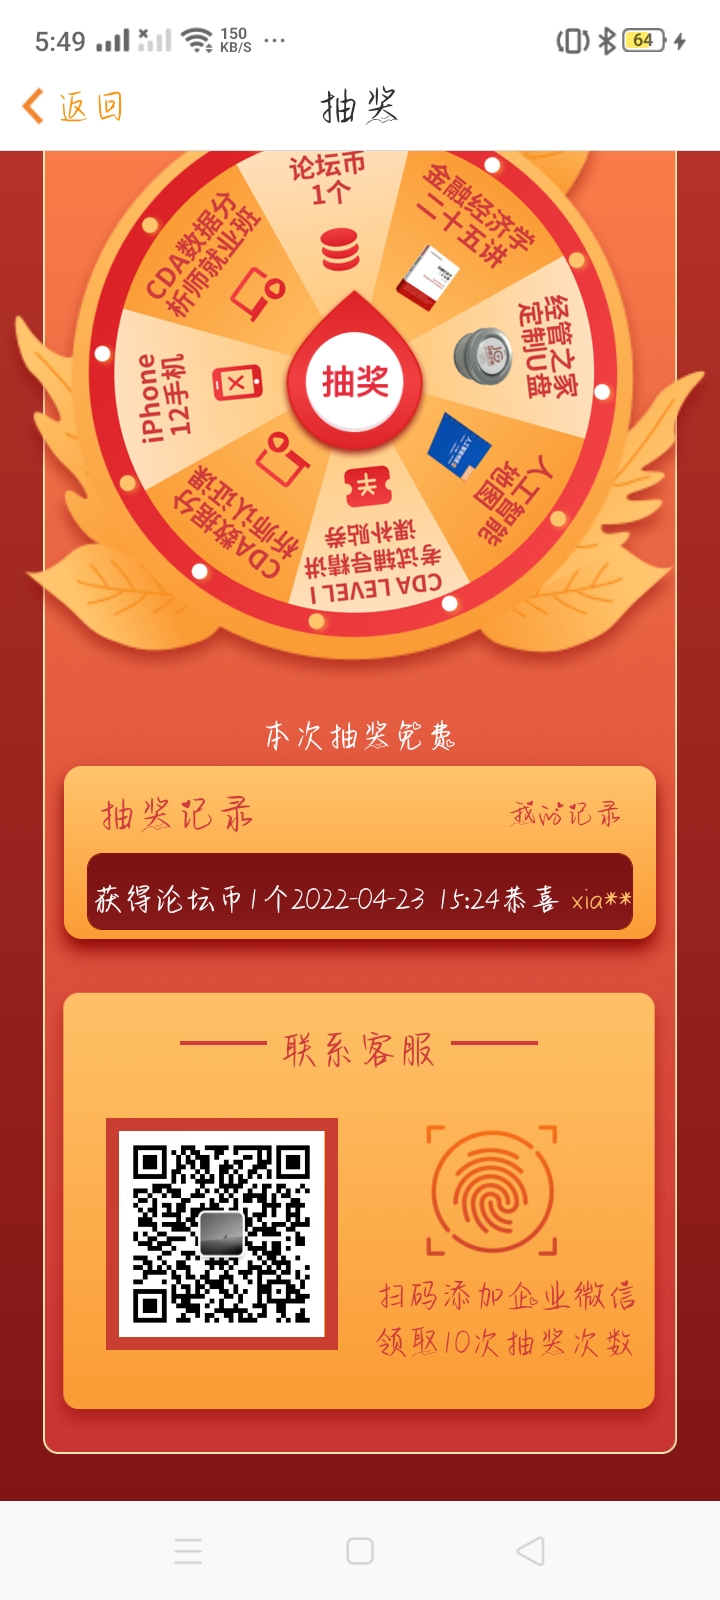 5:49
150
KB/S
64
返回
抽奖
论坛币
1个
金融经济学
二十五讲
经管之家
定制U盘
人工智能
地图
CDA LEVEL I
考试辅导精讲
课补贴券
CDA数据分
析师认证课
iPhone
12手机
CDA数据分
析师就业班
抽奖
本次抽奖免费
抽奖记录
我的记录
获得论坛币1个2022-04-23 15:24恭喜 xia**
联系客服
扫码添加企业微信
领取10次抽奖次数